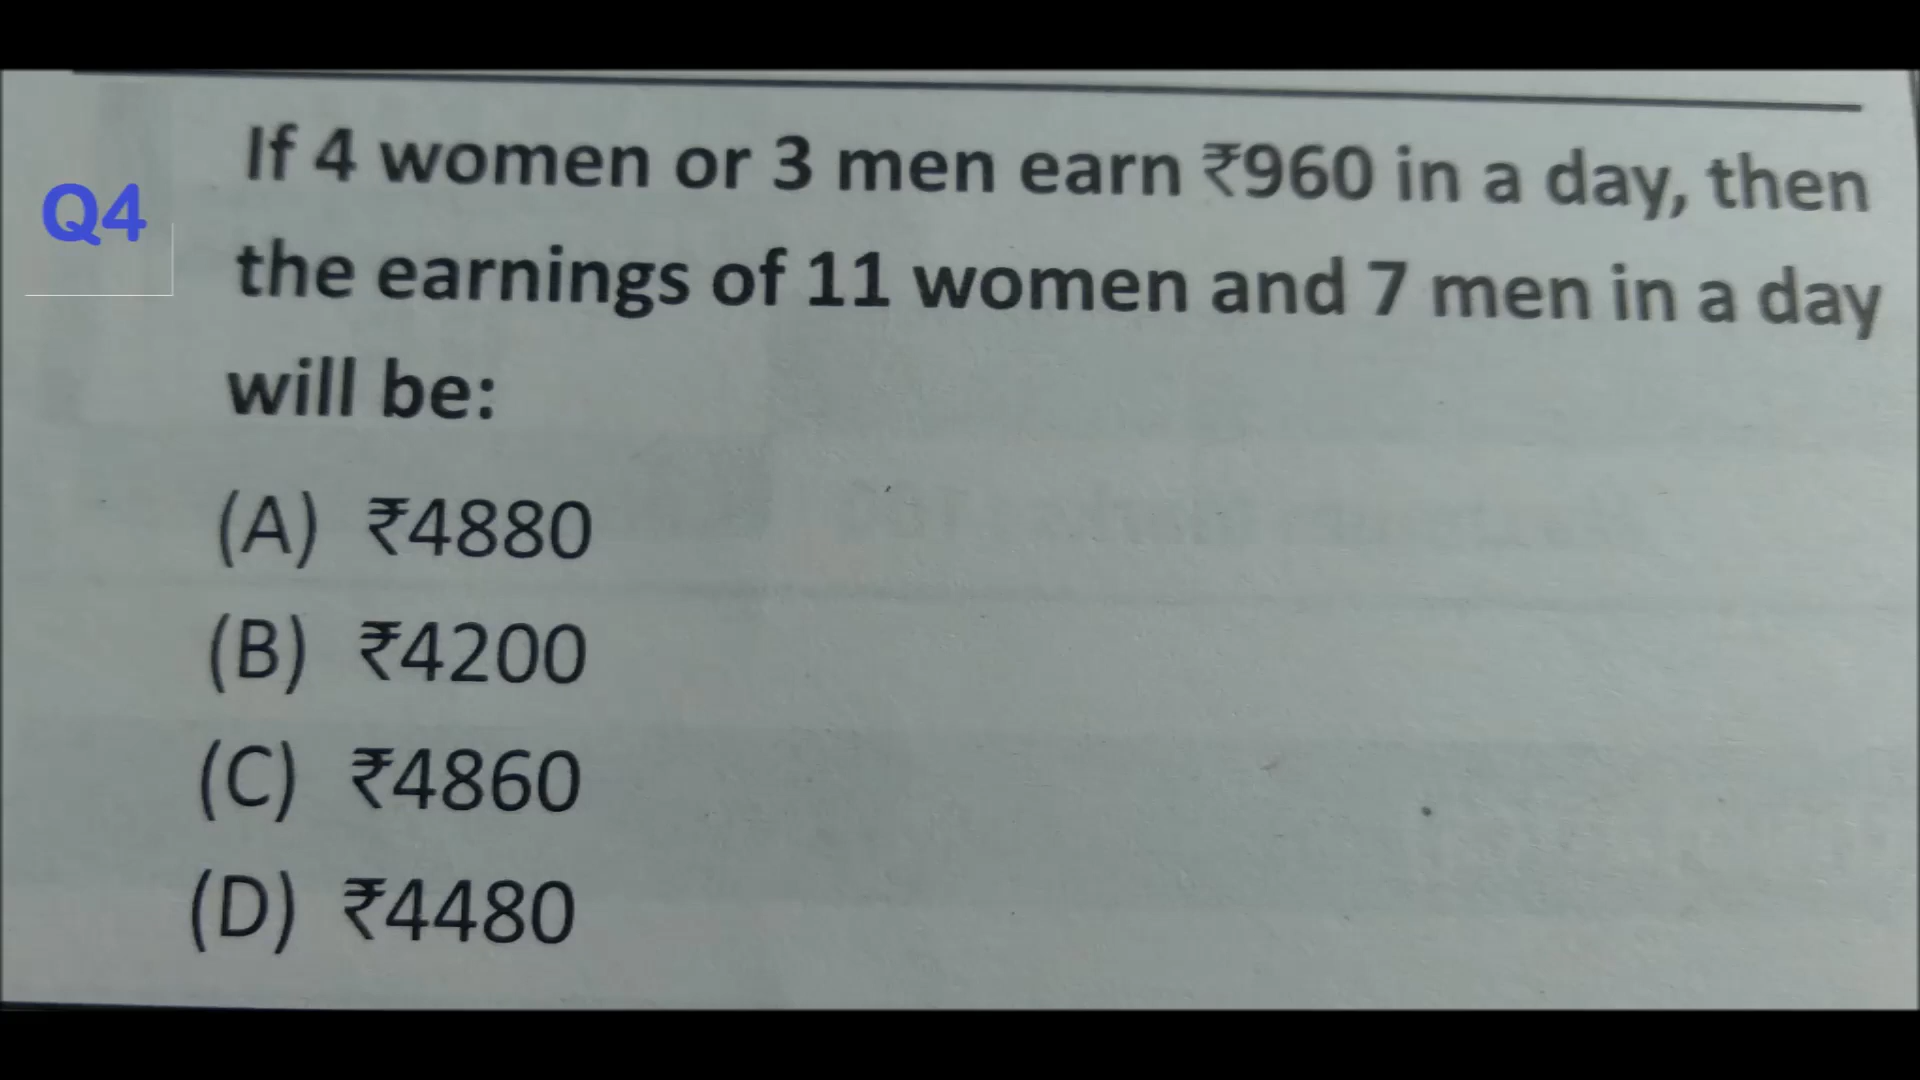 Q4
If 4 women or 3 men earn ₹960 in a day, then
the earnings of 11 women and 7 men in a day
will be:
(A) ₹4880
(B) ₹4200
(C) ₹4860
(D) ₹4480